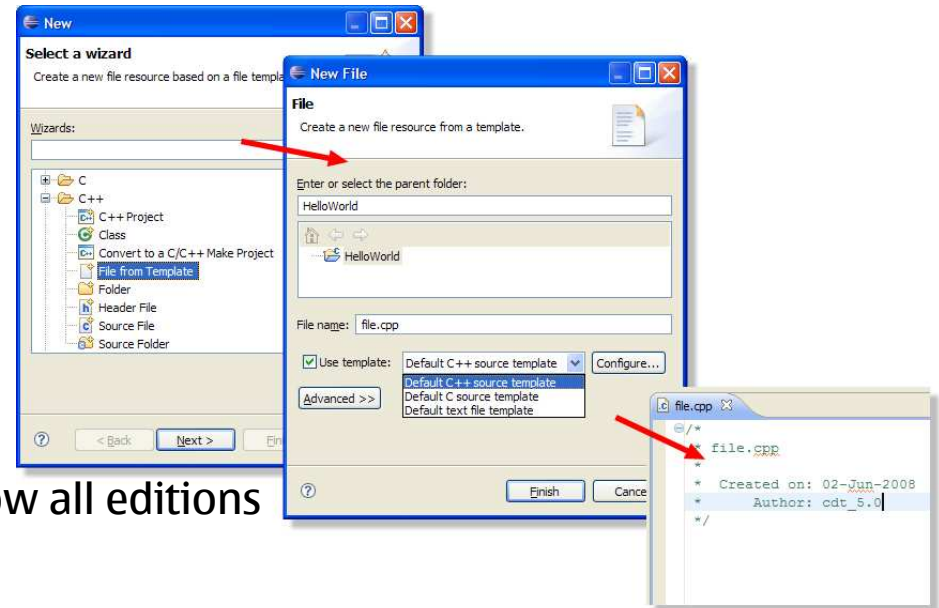 New
Select a wizard
Create a new file resource based on a file templa
Wizards:
C
C++
C++ Project
Class
Convert to a C/C++ Make Project
File from Template
Folder
Header File
Source File
Source Folder
< Back Next > Fin
New File
File
Create a new file resource from a template.
Enter or select the parent folder:
HelloWorld
HelloWorld
File name: file.cpp
Use template: Default C++ source template Configure...
Default C++ source template
Advanced >> Default C source template
Default text file template
Finish Cance
file.cpp
/*
* file.cpp
*
* Created on: 02-Jun-2008
* Author: cdt_5.0
*/
ow all editions